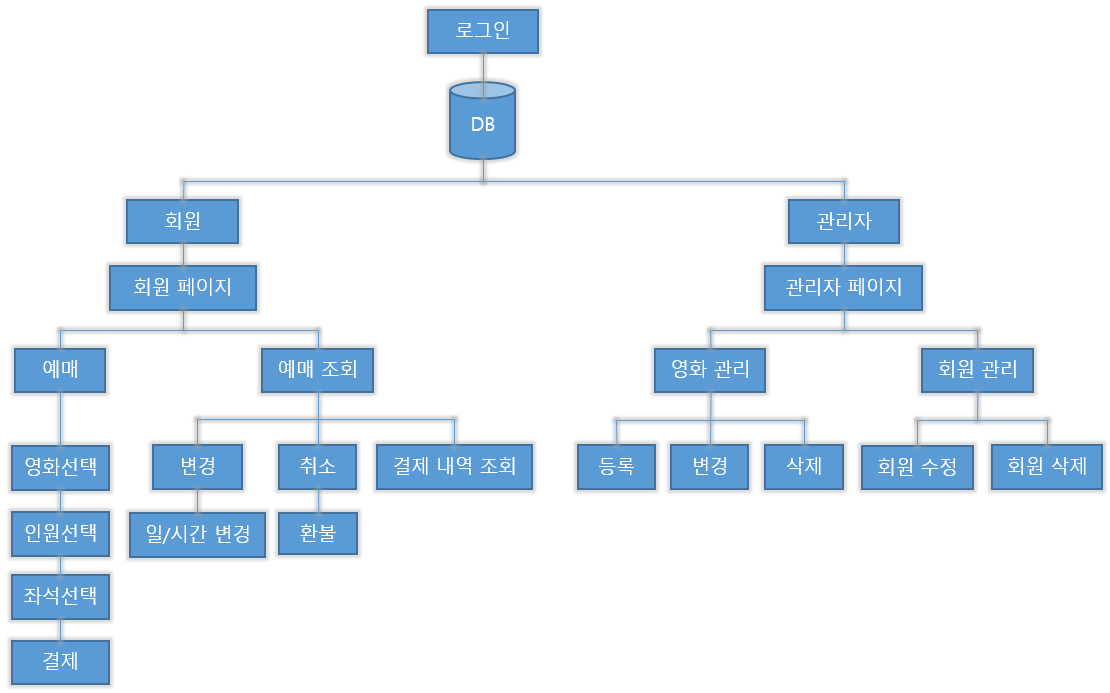 로그인
DB
회원
관리자
회원 페이지
관리자 페이지
예매
예매 조회
영화 관리
회원 관리
영화선택
변경
취소
결제 내역 조회
등록
변경
삭제
회원 수정
회원 삭제
인원선택
일/시간 변경
환불
좌석선택
결제